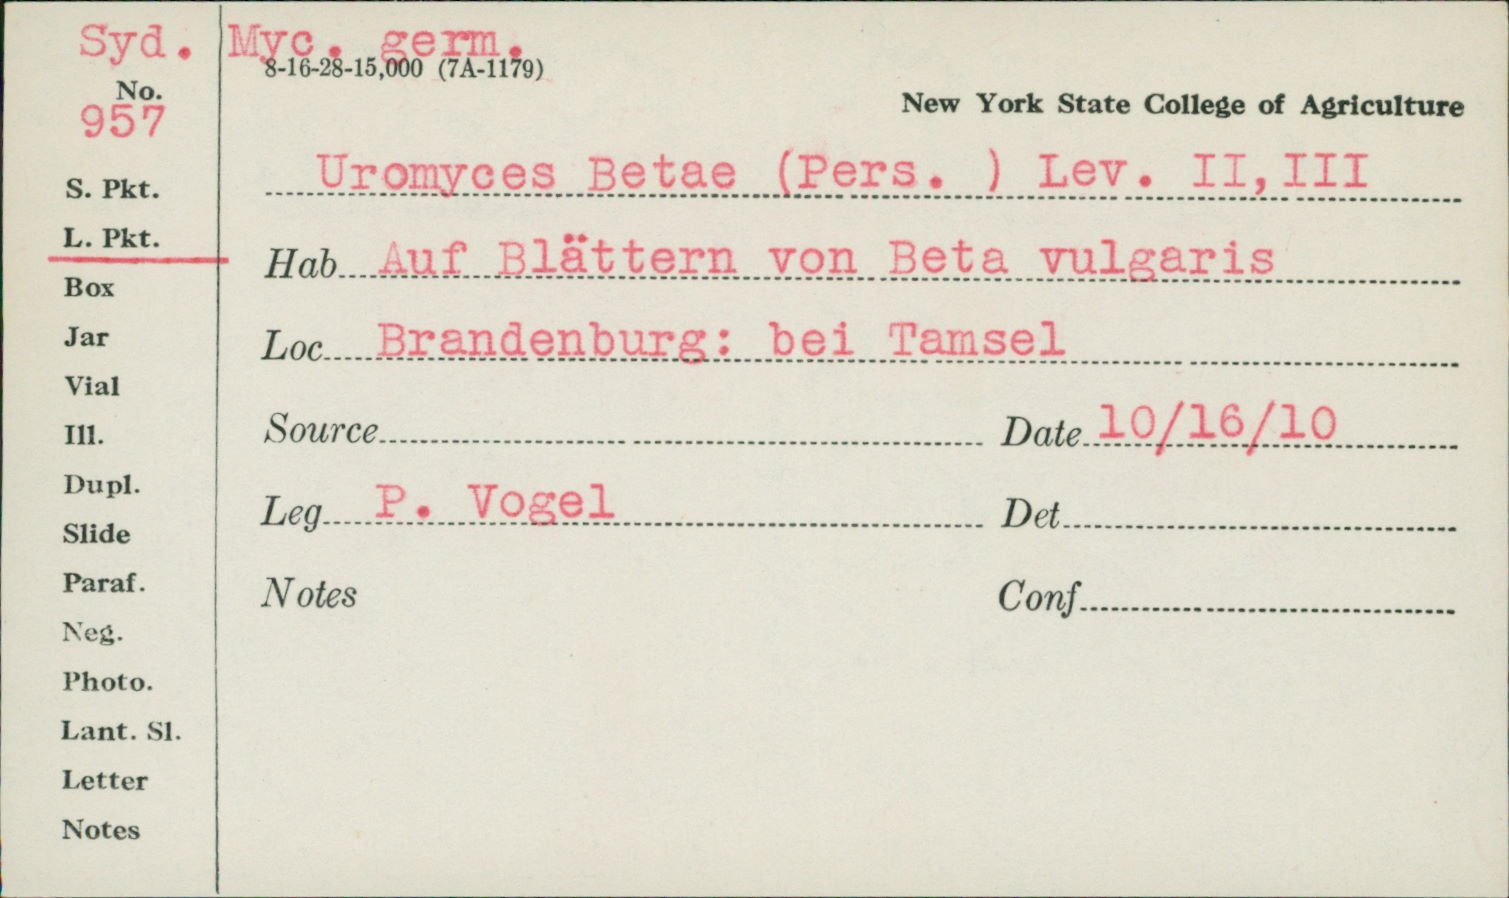 Syd. Myc. germ.
8-16-28-15,000 (7A-1179)
No.
957
New York State College of Agriculture
Uromyces Betae (Pers. ) Lev. II,III
S. Pkt.
L. Pkt.
Hab Auf Blättern von Beta vulgaris
Box
Jar
Loc Brandenburg: bei Tamsel
Vial
Ill.
Source Date 10/16/10
Dupl.
Leg P. Vogel Det
Slide
Paraf.
Notes Conf
Neg.
Photo.
Lant. Sl.
Letter
Notes